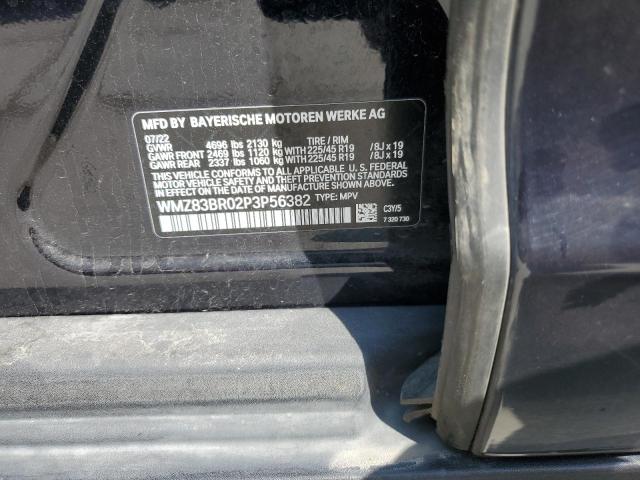 MFD BY BAYERISCHE MOTOREN WERKE AG
07/22
GVWR 4696 lbs 2130 kg TIRE / RIM
GAWR FRONT 2469 lbs 1120 kg WITH 225/45 R19 / 8J x 19
GAWR REAR 2337 lbs 1060 kg WITH 225/45 R19 / 8J x 19
THIS VEHICLE CONFORMS TO ALL APPLICABLE U.S. FEDERAL
MOTOR VEHICLE SAFETY AND THEFT PREVENTION STANDARDS
IN EFFECT ON THE DATE OF MANUFACTURE SHOWN ABOVE.
WMZ83BR02P3P56382 TYPE: MPV
C3Y/5
7 320 730